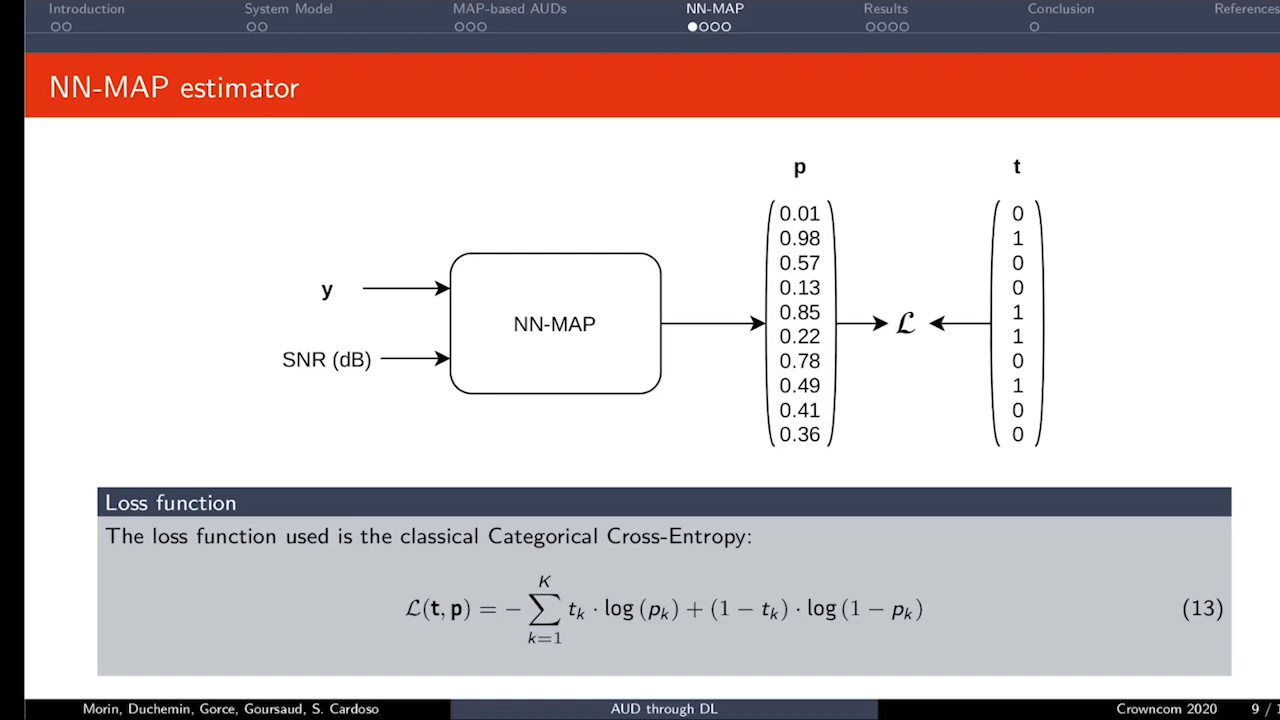 Introduction System Model MAP-based AUDs NN-MAP Results Conclusion References
NN-MAP estimator
p t
y
SNR (dB)
NN-MAP
0.01
0.98
0.57
0.13
0.85
0.22
0.78
0.49
0.41
0.36
ℒ
0
1
0
0
1
1
0
1
0
0
Loss function
The loss function used is the classical Categorical Cross-Entropy:
ℒ(t, p) = − ∑_{k=1}^{K} t_k · log (p_k) + (1 − t_k) · log (1 − p_k) (13)
Morin, Duchemin, Gorce, Goursaud, S. Cardoso AUD through DL Crowncom 2020 9 /